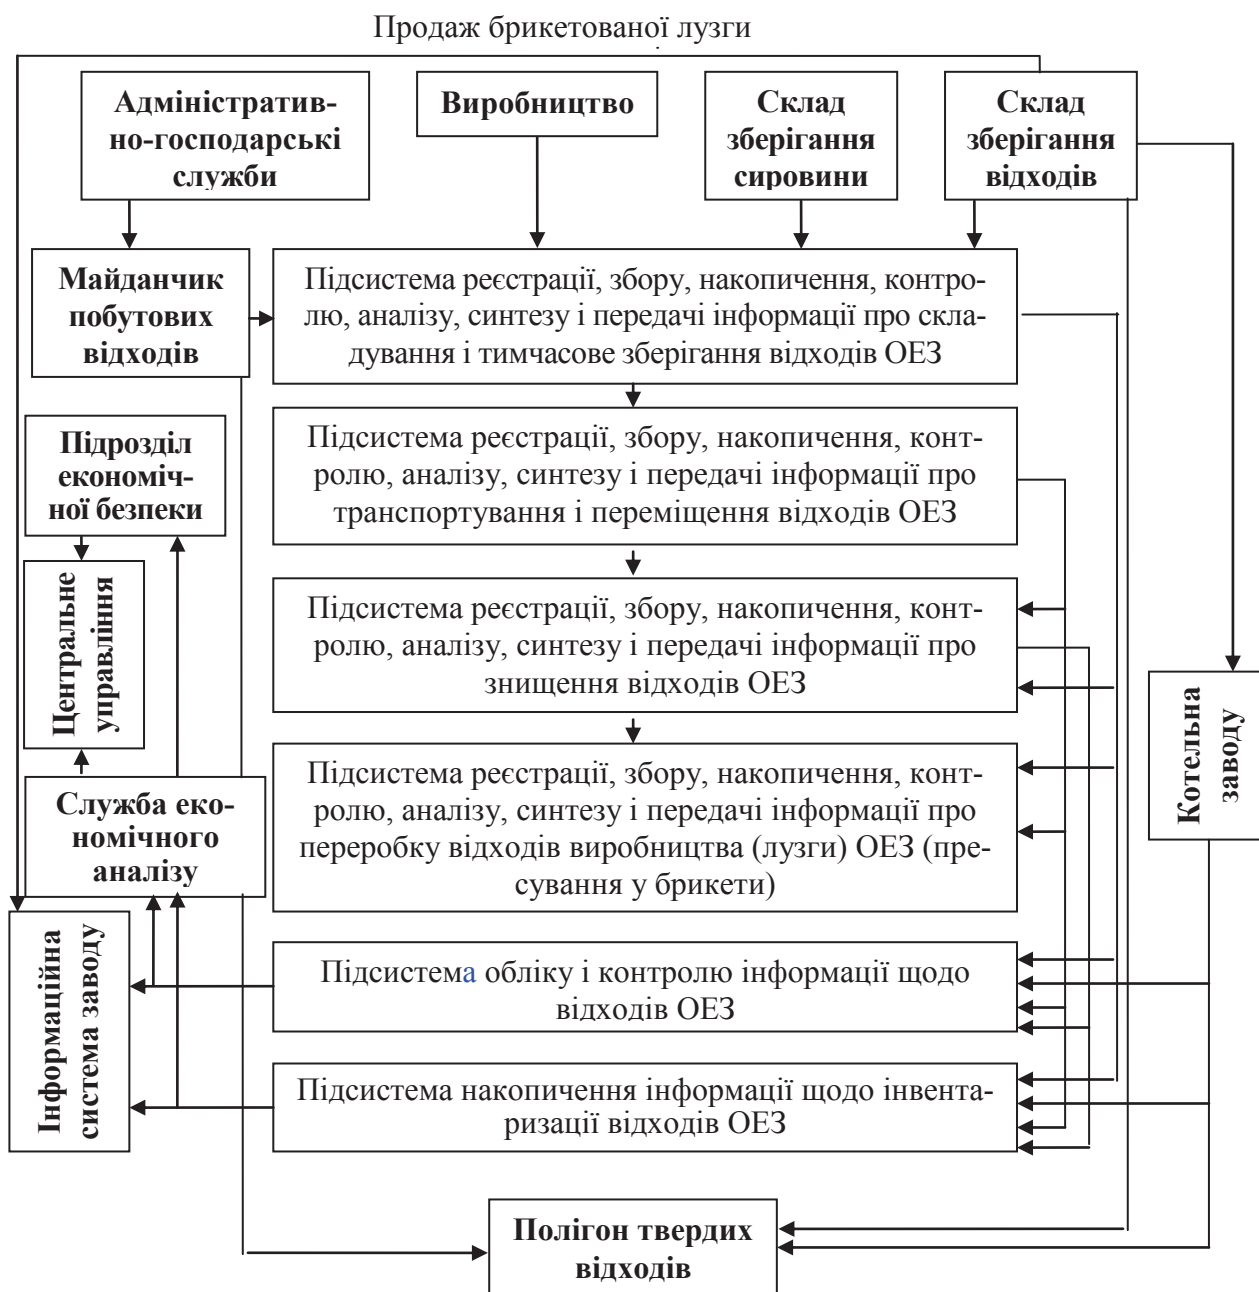 Продаж брикетованої лузги
Адміністратив-
но-господарські
служби
Виробництво
Склад
зберігання
сировини
Склад
зберігання
відходів
Майданчик
побутових
відходів
Підсистема реєстрації, збору, накопичення, контро-
лю, аналізу, синтезу і передачі інформації про скла-
дування і тимчасове зберігання відходів ОЕЗ
Підрозділ
економіч-
ної безпеки
Підсистема реєстрації, збору, накопичення, конт-
ролю, аналізу, синтезу і передачі інформації про
транспортування і переміщення відходів ОЕЗ
Центральне
управління
Підсистема реєстрації, збору, накопичення, конт-
ролю, аналізу, синтезу і передачі інформації про
знищення відходів ОЕЗ
Котельна
заводу
Служба еко-
номічного
аналізу
Підсистема реєстрації, збору, накопичення, конт-
ролю, аналізу, синтезу і передачі інформації про
переробку відходів виробництва (лузги) ОЕЗ (пре-
сування у брикети)
Інформаційна
система заводу
Підсистема обліку і контролю інформації щодо
відходів ОЕЗ
Підсистема накопичення інформації щодо інвента-
ризації відходів ОЕЗ
Полігон твердих
відходів